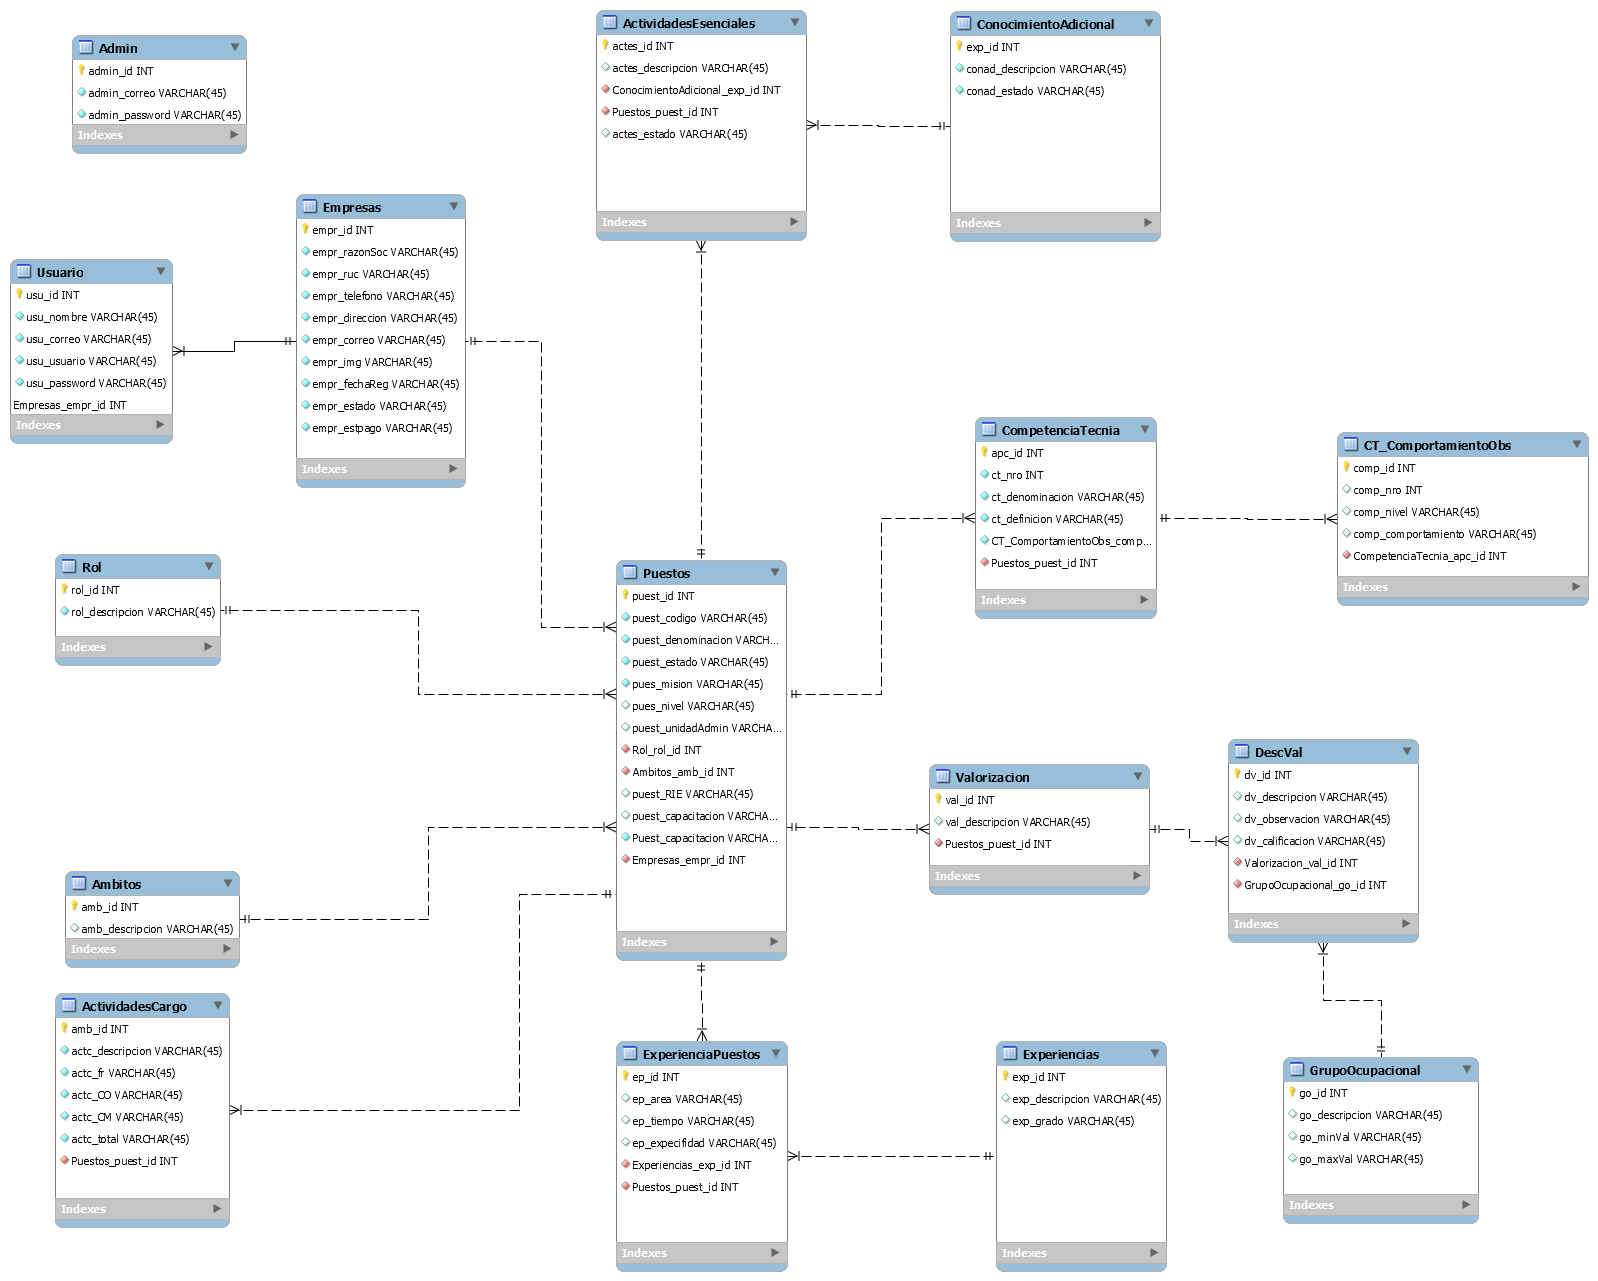 Admin
admin_id INT
admin_correo VARCHAR(45)
admin_password VARCHAR(45)
Indexes
ActividadesEsenciales
actes_id INT
actes_descripcion VARCHAR(45)
ConocimientoAdicional_exp_id INT
Puestos_puest_id INT
actes_estado VARCHAR(45)
Indexes
ConocimientoAdicional
exp_id INT
conad_descripcion VARCHAR(45)
conad_estado VARCHAR(45)
Indexes
Usuario
usu_id INT
usu_nombre VARCHAR(45)
usu_correo VARCHAR(45)
usu_usuario VARCHAR(45)
usu_password VARCHAR(45)
Empresas_empr_id INT
Indexes
Empresas
empr_id INT
empr_razonSoc VARCHAR(45)
empr_ruc VARCHAR(45)
empr_telefono VARCHAR(45)
empr_direccion VARCHAR(45)
empr_correo VARCHAR(45)
empr_img VARCHAR(45)
empr_fechaReg VARCHAR(45)
empr_estado VARCHAR(45)
empr_estpago VARCHAR(45)
Indexes
CompetenciaTecnia
apc_id INT
ct_nro INT
ct_denominacion VARCHAR(45)
ct_definicion VARCHAR(45)
CT_ComportamientoObs_comp...
Puestos_puest_id INT
Indexes
CT_ComportamientoObs
comp_id INT
comp_nro INT
comp_nivel VARCHAR(45)
comp_comportamiento VARCHAR(45)
CompetenciaTecnia_apc_id INT
Indexes
Rol
rol_id INT
rol_descripcion VARCHAR(45)
Indexes
Puestos
puest_id INT
puest_codigo VARCHAR(45)
puest_denominacion VARCH...
puest_estado VARCHAR(45)
pues_mision VARCHAR(45)
pues_nivel VARCHAR(45)
puest_unidadAdmin VARCHA...
Rol_rol_id INT
Ambitos_amb_id INT
puest_RIE VARCHAR(45)
puest_capacitacion VARCHA...
Puest_capacitacion VARCHA...
Empresas_empr_id INT
Indexes
Valorizacion
val_id INT
val_descripcion VARCHAR(45)
Puestos_puest_id INT
Indexes
DescVal
dv_id INT
dv_descripcion VARCHAR(45)
dv_observacion VARCHAR(45)
dv_calificacion VARCHAR(45)
Valorizacion_val_id INT
GrupoOcupacional_go_id INT
Indexes
Ambitos
amb_id INT
amb_descripcion VARCHAR(45)
Indexes
ActividadesCargo
amb_id INT
actc_descripcion VARCHAR(45)
actc_fr VARCHAR(45)
actc_CO VARCHAR(45)
actc_CM VARCHAR(45)
actc_total VARCHAR(45)
Puestos_puest_id INT
Indexes
ExperienciaPuestos
ep_id INT
ep_area VARCHAR(45)
ep_tiempo VARCHAR(45)
ep_expecifidad VARCHAR(45)
Experiencias_exp_id INT
Puestos_puest_id INT
Indexes
Experiencias
exp_id INT
exp_descripcion VARCHAR(45)
exp_grado VARCHAR(45)
Indexes
GrupoOcupacional
go_id INT
go_descripcion VARCHAR(45)
go_minVal VARCHAR(45)
go_maxVal VARCHAR(45)
Indexes